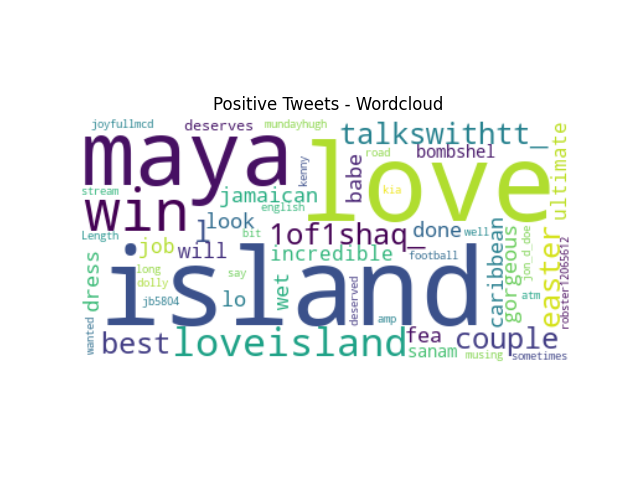 Positive Tweets - Wordcloud
joyfullmcd
deserves
mundayhugh
talkswithtt_
ultimate
maya
love
road
bombshel
kenny
babe
stream
jamaican
kia
win
english
look
l
1of1shaq_
done
well
Length
bit
job
will
incredible
football
caribbean
gorgeous
jon_d_doe
easter
robster12065612
dress
long
say
dolly
island
wet
deserved
atm
jb5804
lo
amp
wanted
best
loveisland
fea
couple
sanam
musing
sometimes